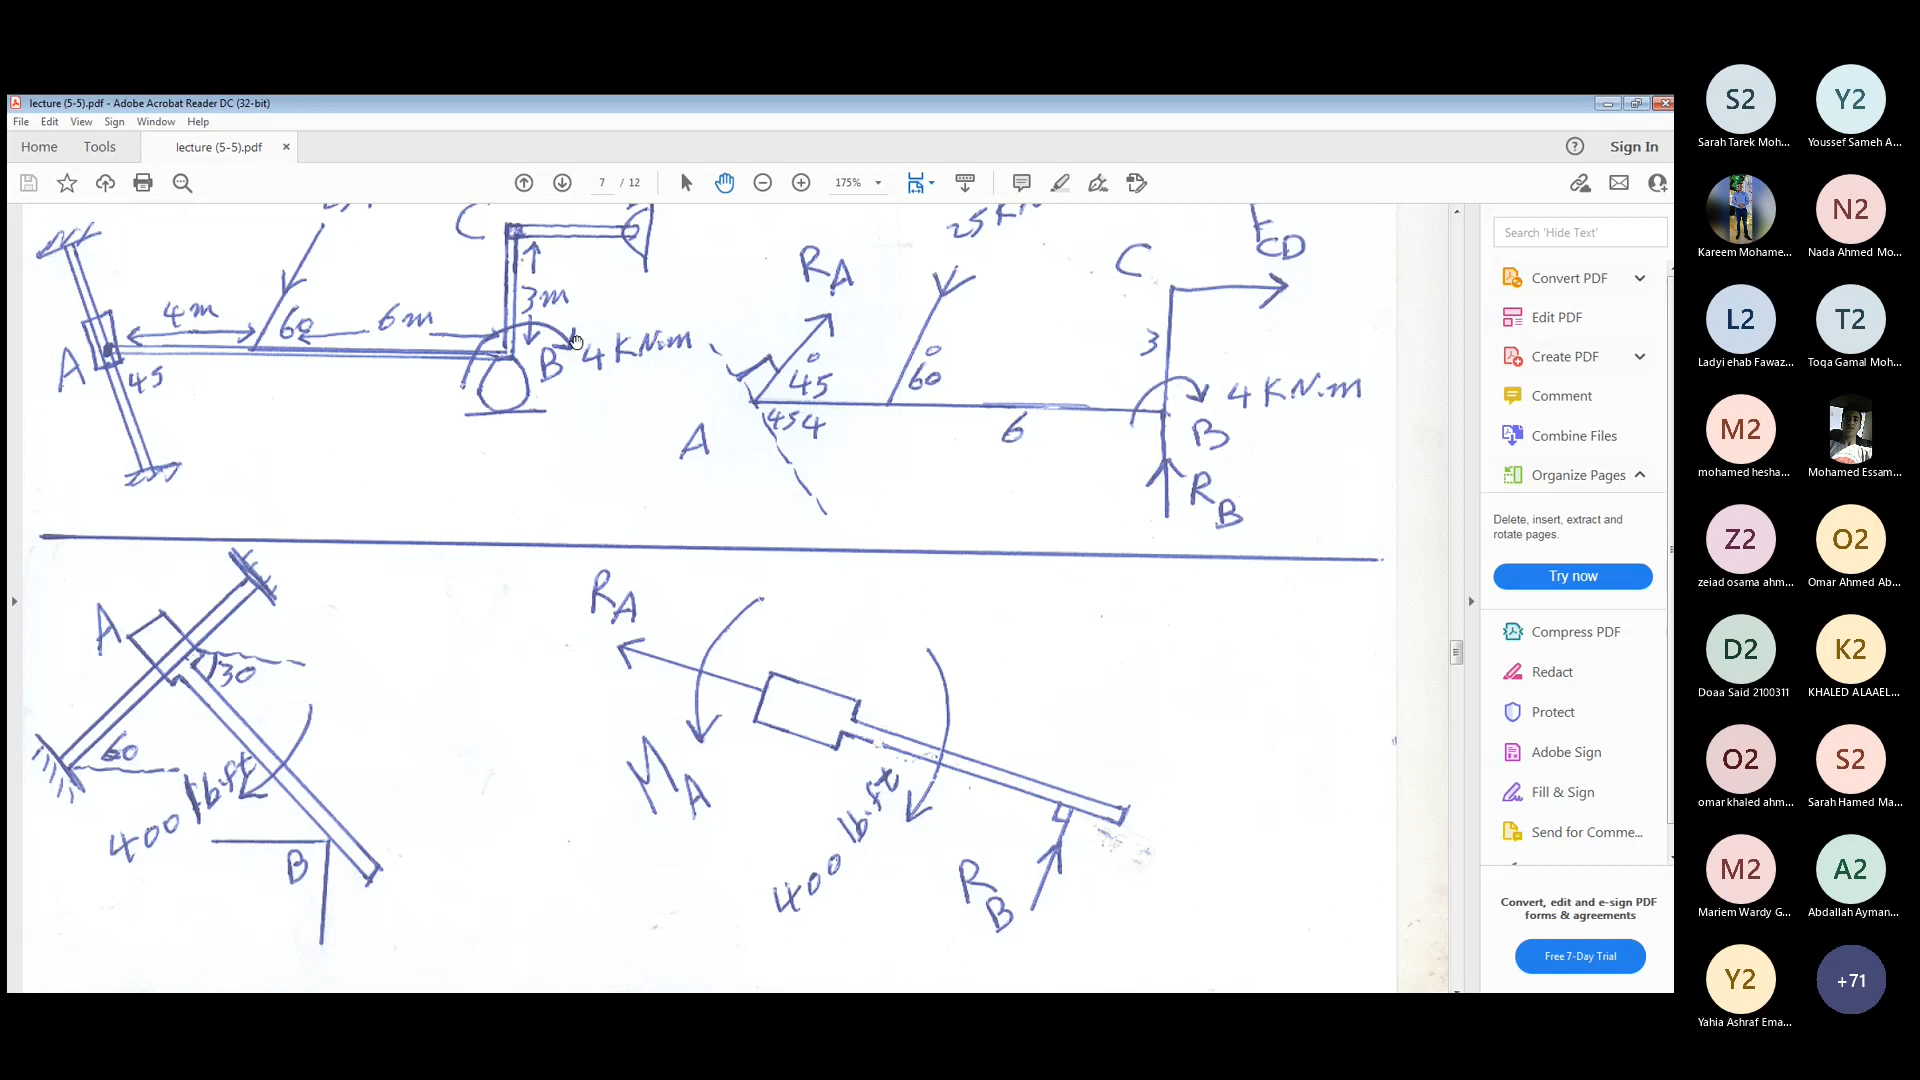 lecture (5-5).pdf - Adobe Acrobat Reader DC (32-bit)
File Edit View Sign Window Help
Home Tools lecture (5-5).pdf × Sign In
7 / 12 175%
C
3m
4m
60
6m
B
4 KN.m
A
45
25 KN
RA
45°
60°
A
45
4
6
C
FCD
3
4 KN.m
B
RB
A
30
60
400 lb.ft
B
RA
MA
400 lb.ft
RB
Search 'Hide Text'
Convert PDF
Edit PDF
Create PDF
Comment
Combine Files
Organize Pages
Delete, insert, extract and
rotate pages.
Try now
Compress PDF
Redact
Protect
Adobe Sign
Fill & Sign
Send for Comme...
Convert, edit and e-sign PDF
forms & agreements
Free 7-Day Trial
S2 Y2
Sarah Tarek Moh... Youssef Sameh A...
N2
Kareem Mohame... Nada Ahmed Mo...
L2 T2
Ladyi ehab Fawaz... Toqa Gamal Moh...
M2
mohamed hesha... Mohamed Essam...
Z2 O2
zeiad osama ahm... Omar Ahmed Ab...
D2 K2
Doaa Said 2100311 KHALED ALAAEL...
O2 S2
omar khaled ahm... Sarah Hamed Ma...
M2 A2
Mariem Wardy G... Abdallah Ayman...
Y2 +71
Yahia Ashraf Ema...